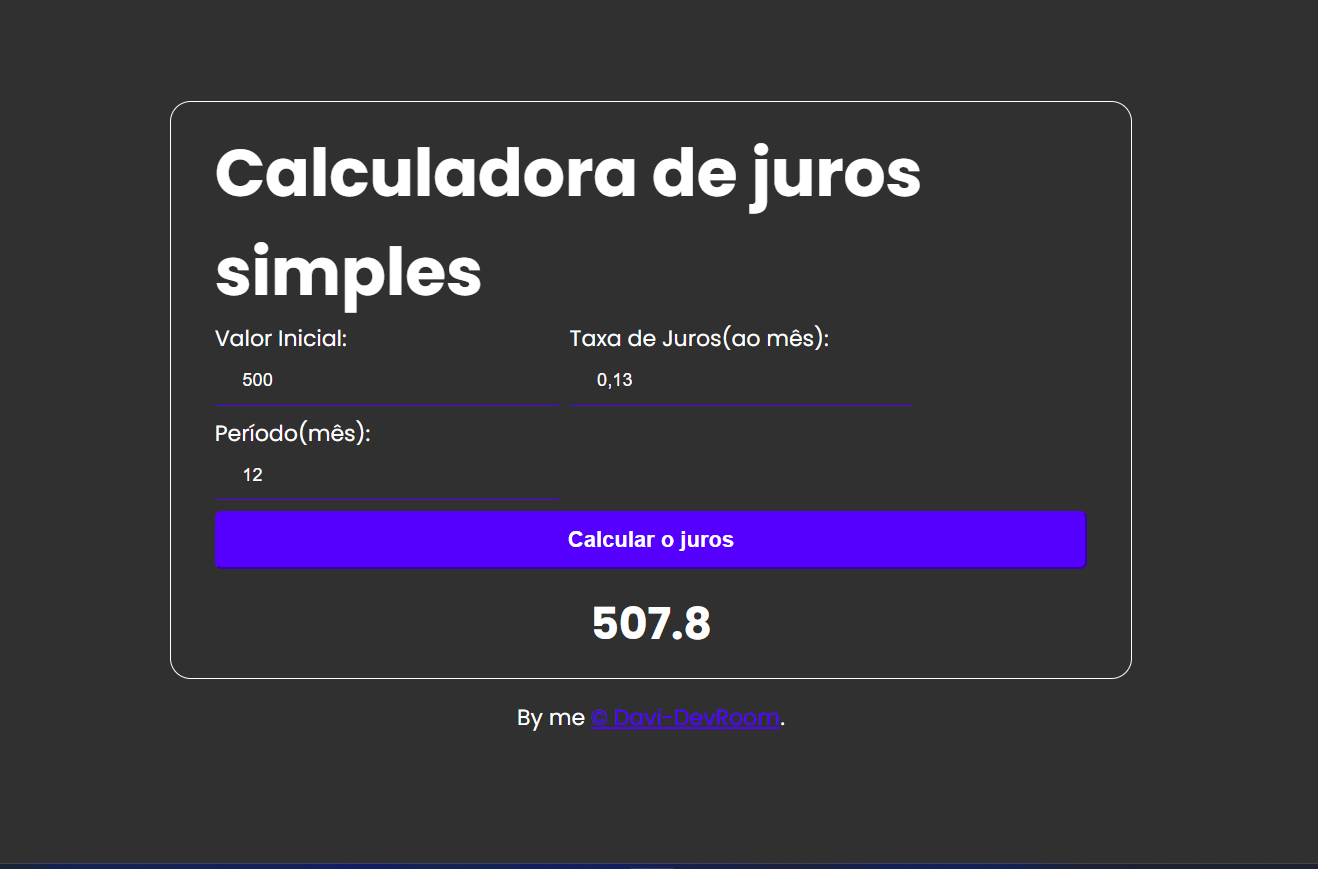 Calculadora de juros
simples
Valor Inicial:
Taxa de Juros(ao mês):
500
0,13
Período(mês):
12
Calcular o juros
507.8
By me © Davi-DevRoom.